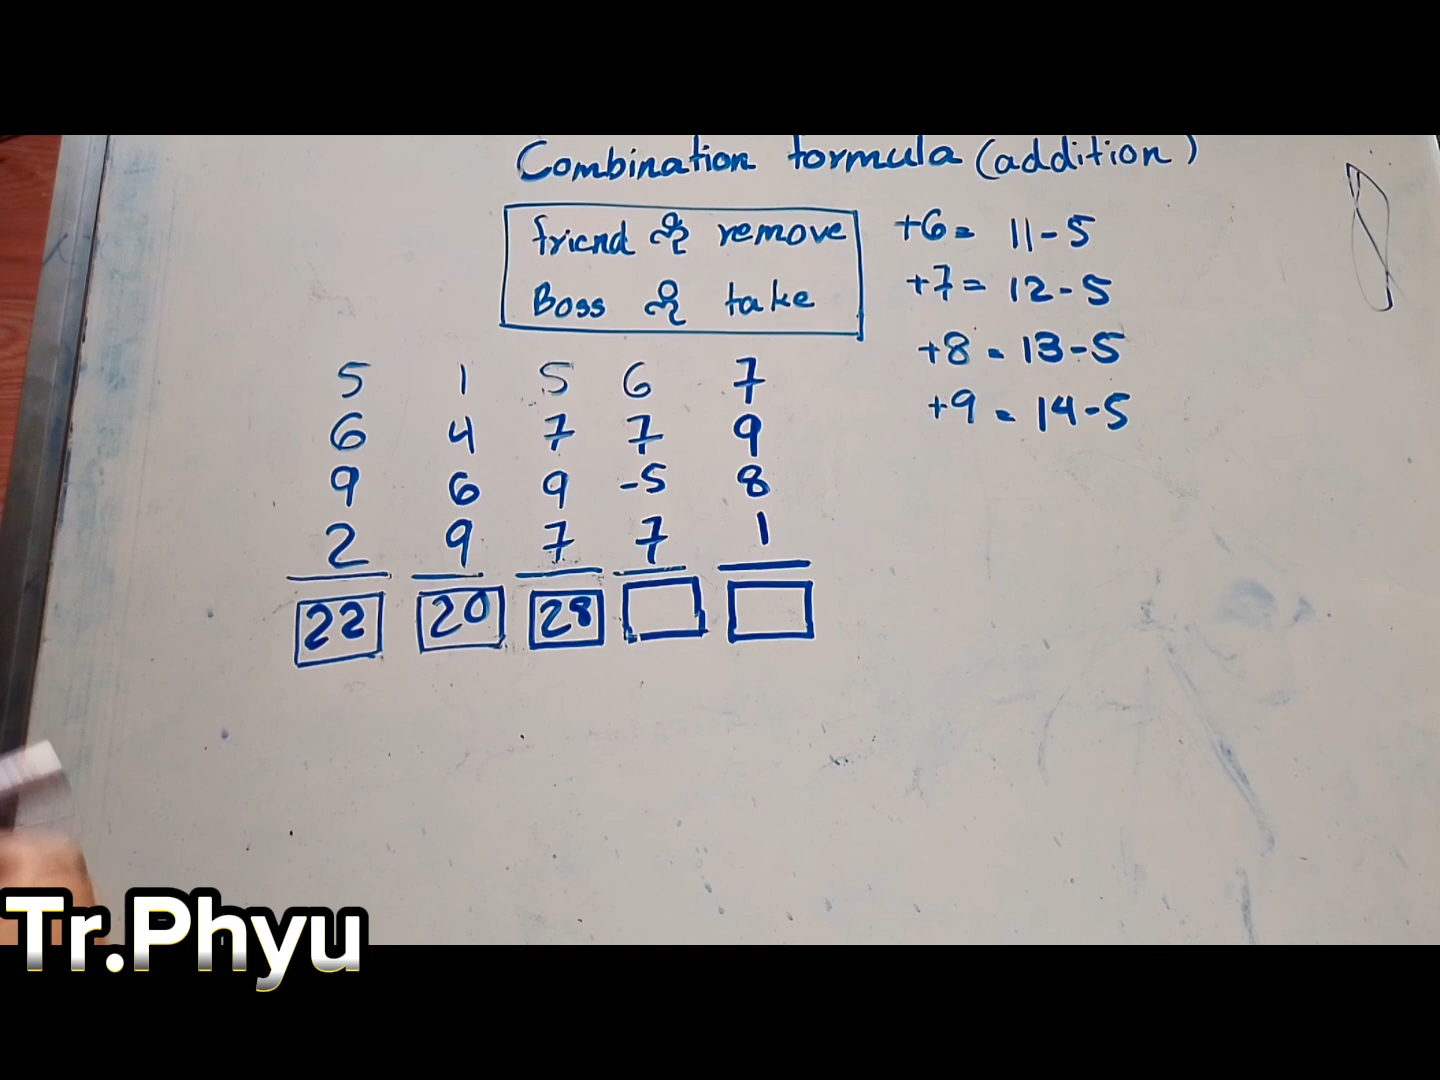 Combination formula (addition)
friend ကို remove
Boss ကို take
+6= 11-5
+7= 12-5
+8= 13-5
+9= 14-5
5 1 5 6 7
6 4 7 7 9
9 6 9 -5 8
2 9 7 7 1
22 20 28
Tr.Phyu